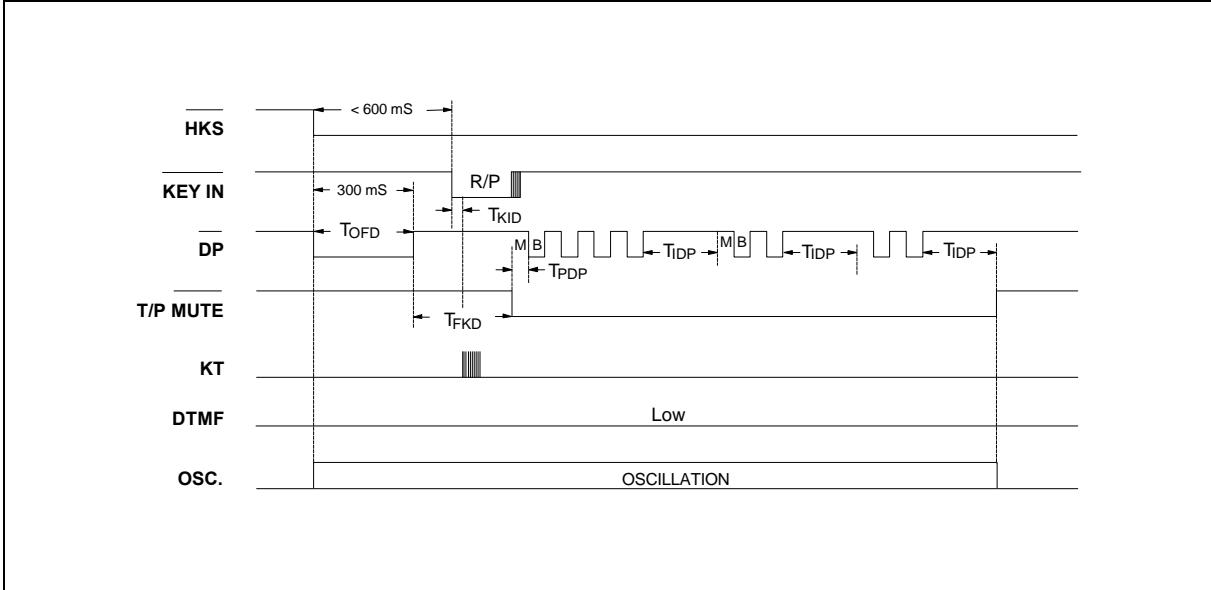 < 600 mS
HKS
KEY IN
R/P
300 mS
TKID
TOFD
DP
M B
TIDP
M B
TIDP
TIDP
TPDP
T/P MUTE
TFKD
KT
DTMF
Low
OSC.
OSCILLATION